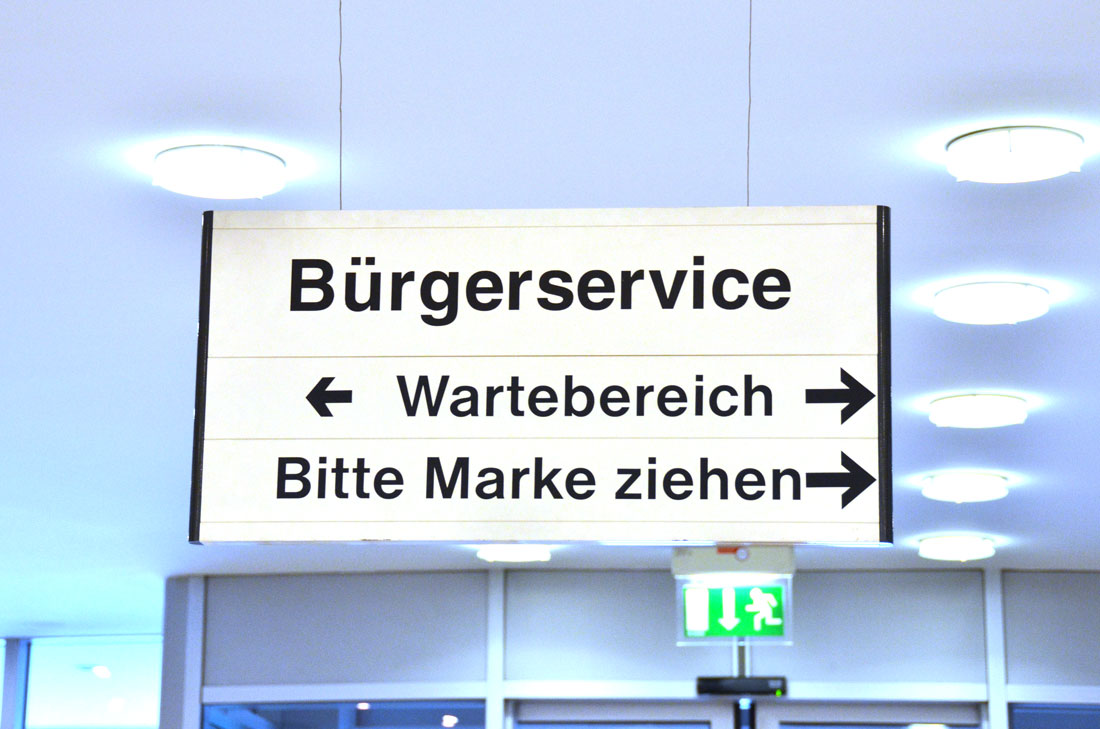 Bürgerservice
← Wartebereich →
Bitte Marke ziehen→